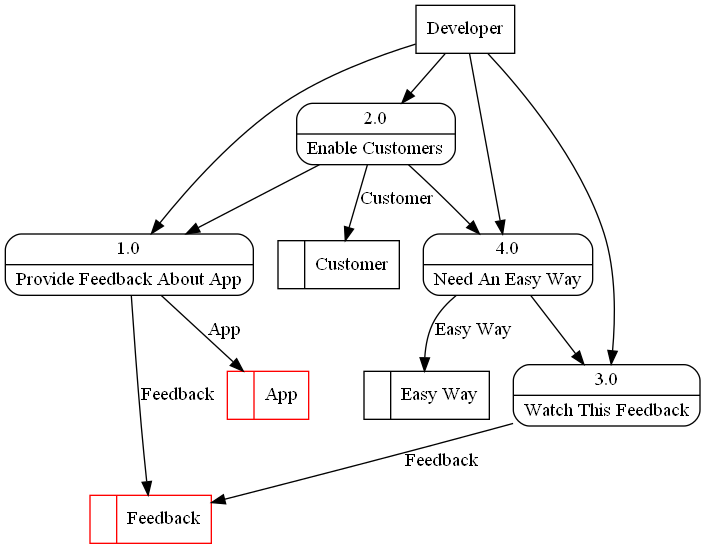 Developer
2.0
Enable Customers
Customer
1.0
Provide Feedback About App
Customer
4.0
Need An Easy Way
App
Easy Way
Feedback
App
Easy Way
3.0
Watch This Feedback
Feedback
Feedback